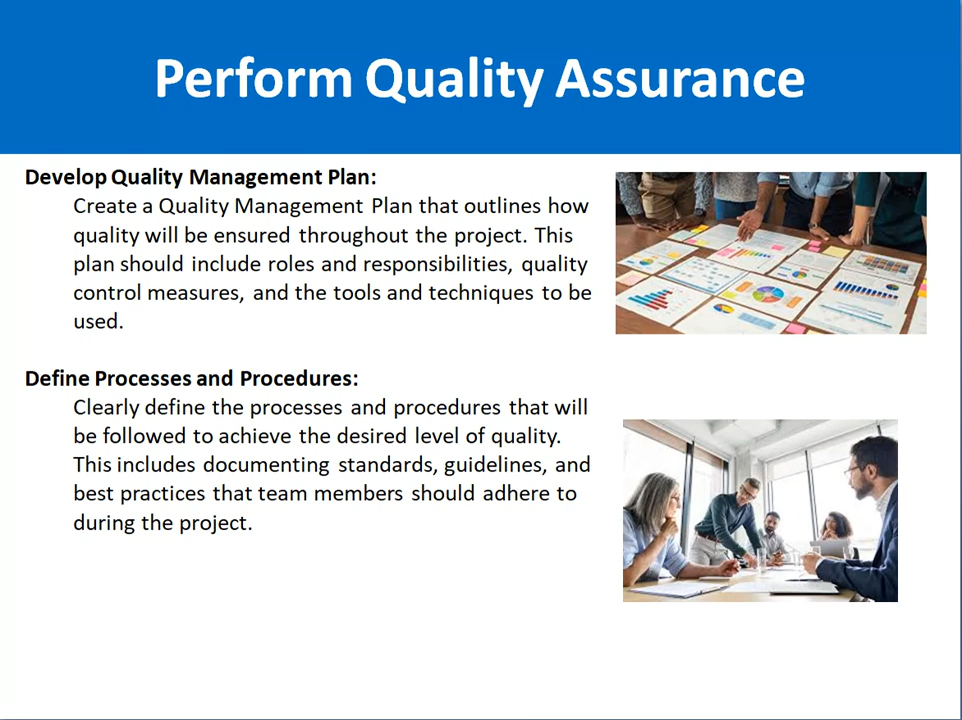 Perform Quality Assurance
Develop Quality Management Plan:
Create a Quality Management Plan that outlines how
quality will be ensured throughout the project. This
plan should include roles and responsibilities, quality
control measures, and the tools and techniques to be
used.
Define Processes and Procedures:
Clearly define the processes and procedures that will
be followed to achieve the desired level of quality.
This includes documenting standards, guidelines, and
best practices that team members should adhere to
during the project.